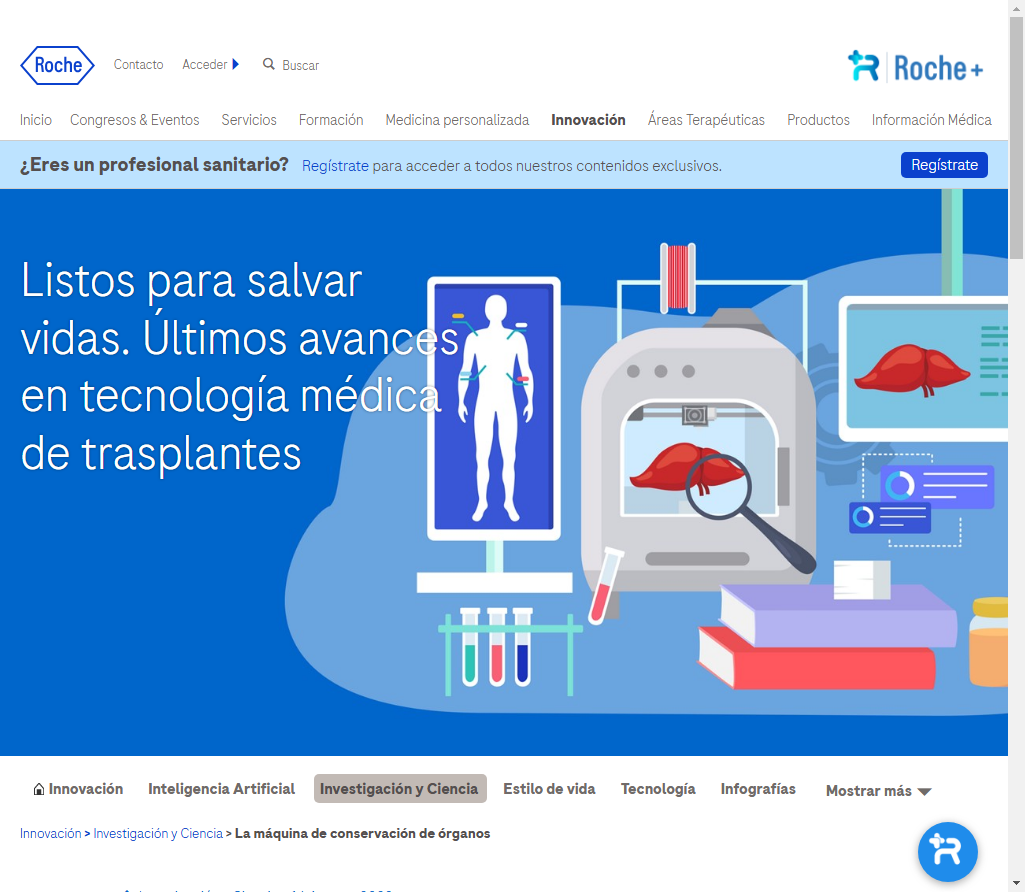 Roche
Contacto Acceder Buscar
Roche+
Inicio Congresos & Eventos Servicios Formación Medicina personalizada Innovación Áreas Terapéuticas Productos Información Médica
¿Eres un profesional sanitario? Regístrate para acceder a todos nuestros contenidos exclusivos. Regístrate
Listos para salvar
vidas. Últimos avances
en tecnología médica
de trasplantes
Innovación Inteligencia Artificial Investigación y Ciencia Estilo de vida Tecnología Infografías Mostrar más
Innovación > Investigación y Ciencia > La máquina de conservación de órganos